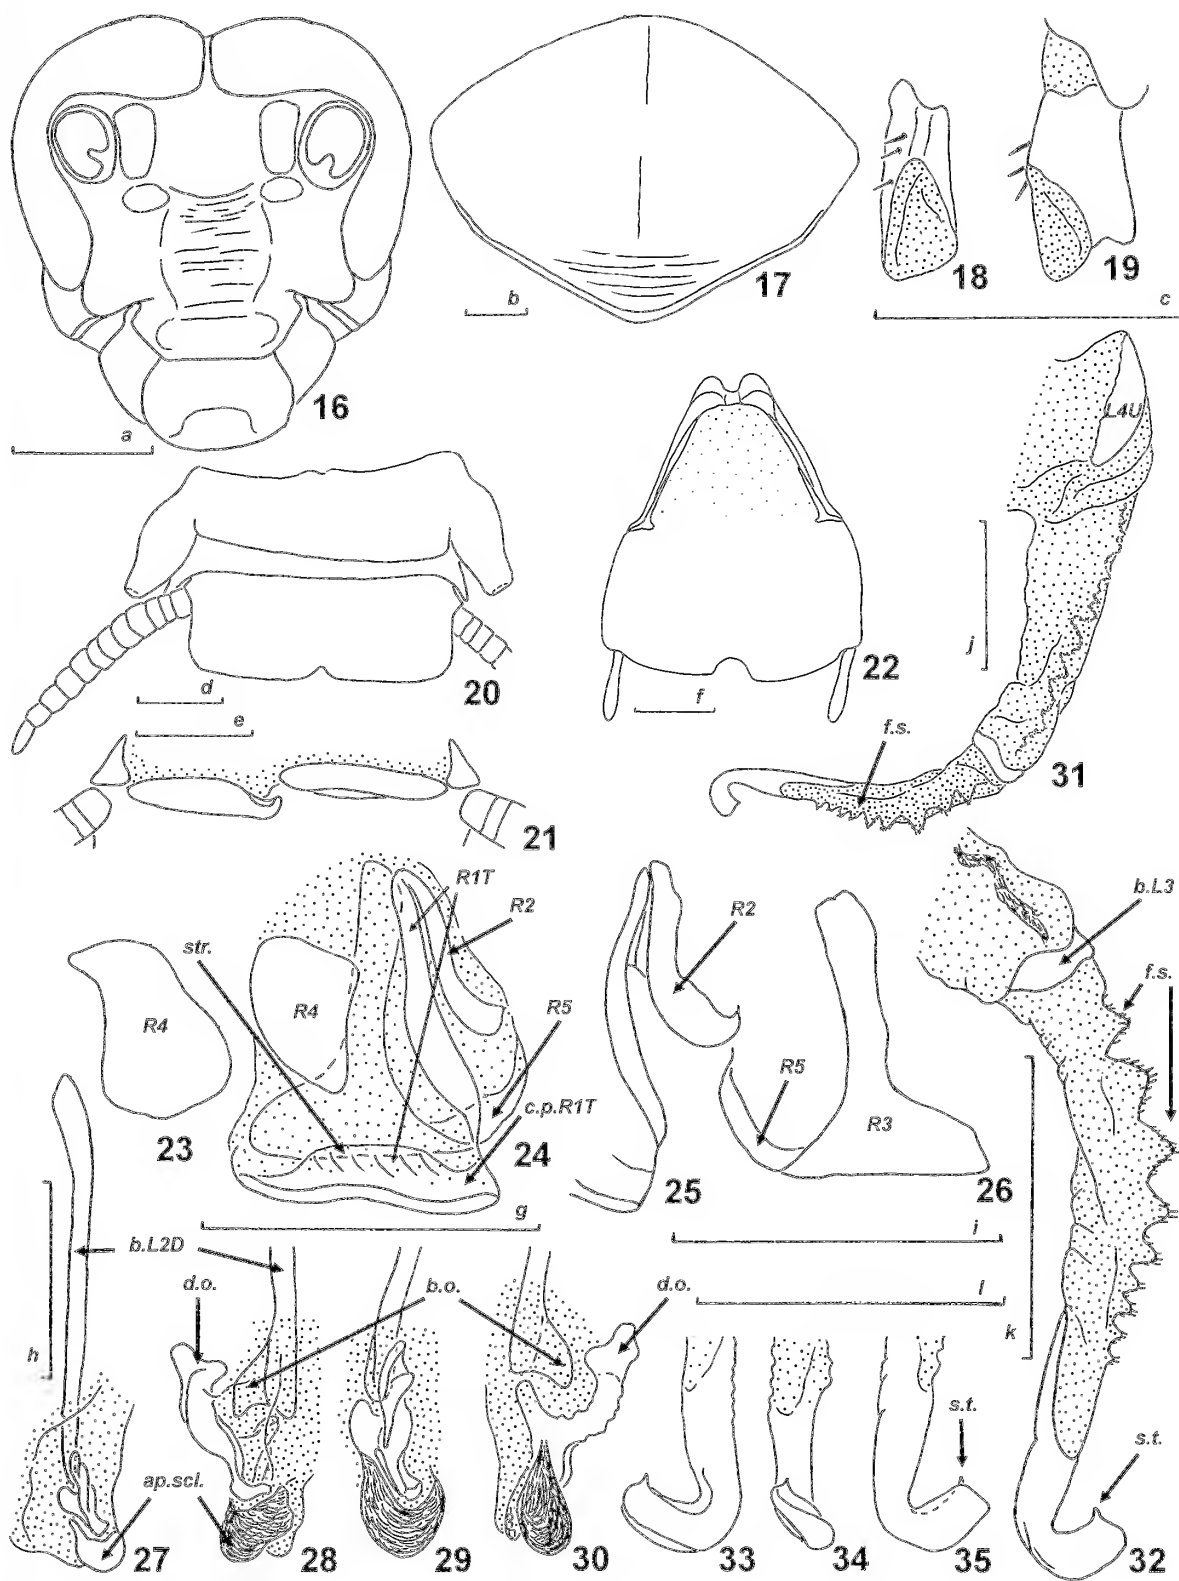 16
a
17
b
18
19
c
20
d
e
21
22
f
L4U
j
f.s.
31
R4
23
str.
R4
R1T
R2
R5
c.p.R1T
24
g
R2
25
R5
R3
26
i
b.L3
f.s.
k
s.t.
32
h
b.L2D
d.o.
b.o.
d.o.
l
ap.scl.
27
28
29
30
33
34
s.t.
35